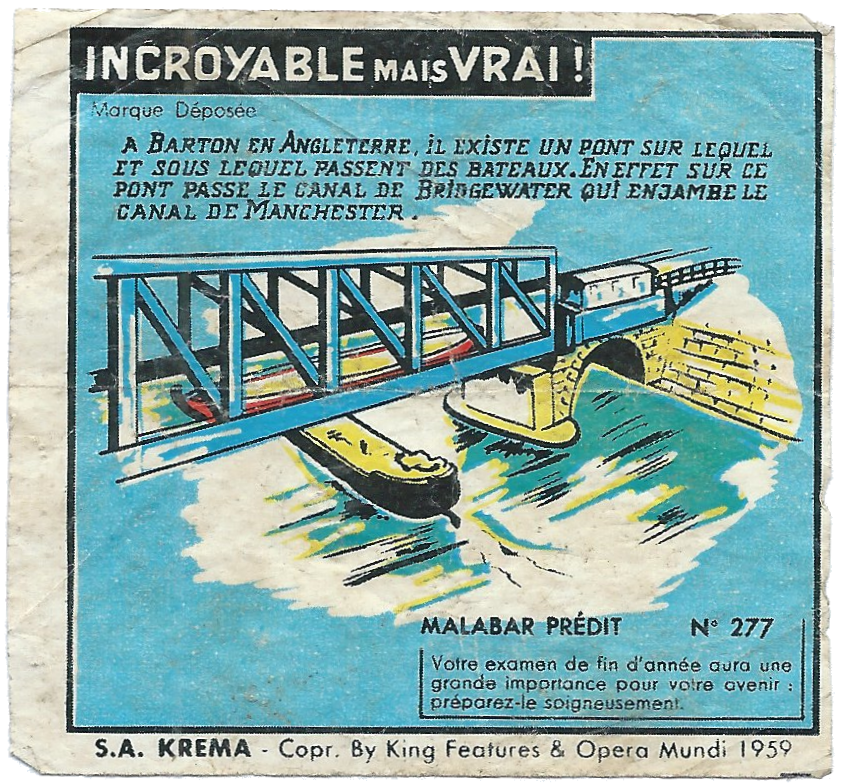 INCROYABLE MAIS VRAI !
Marque Déposée
A BARTON EN ANGLETERRE, IL EXISTE UN PONT SUR LEQUEL
ET SOUS LEQUEL PASSENT DES BATEAUX. EN EFFET SUR CE
PONT PASSE LE CANAL DE BRIDGEWATER QUI ENJAMBE LE
CANAL DE MANCHESTER.
MALABAR PRÉDIT N° 277
Votre examen de fin d'année aura une
grande importance pour votre avenir :
préparez-le soigneusement.
S.A. KREMA - Copr. By King Features & Opera Mundi 1959